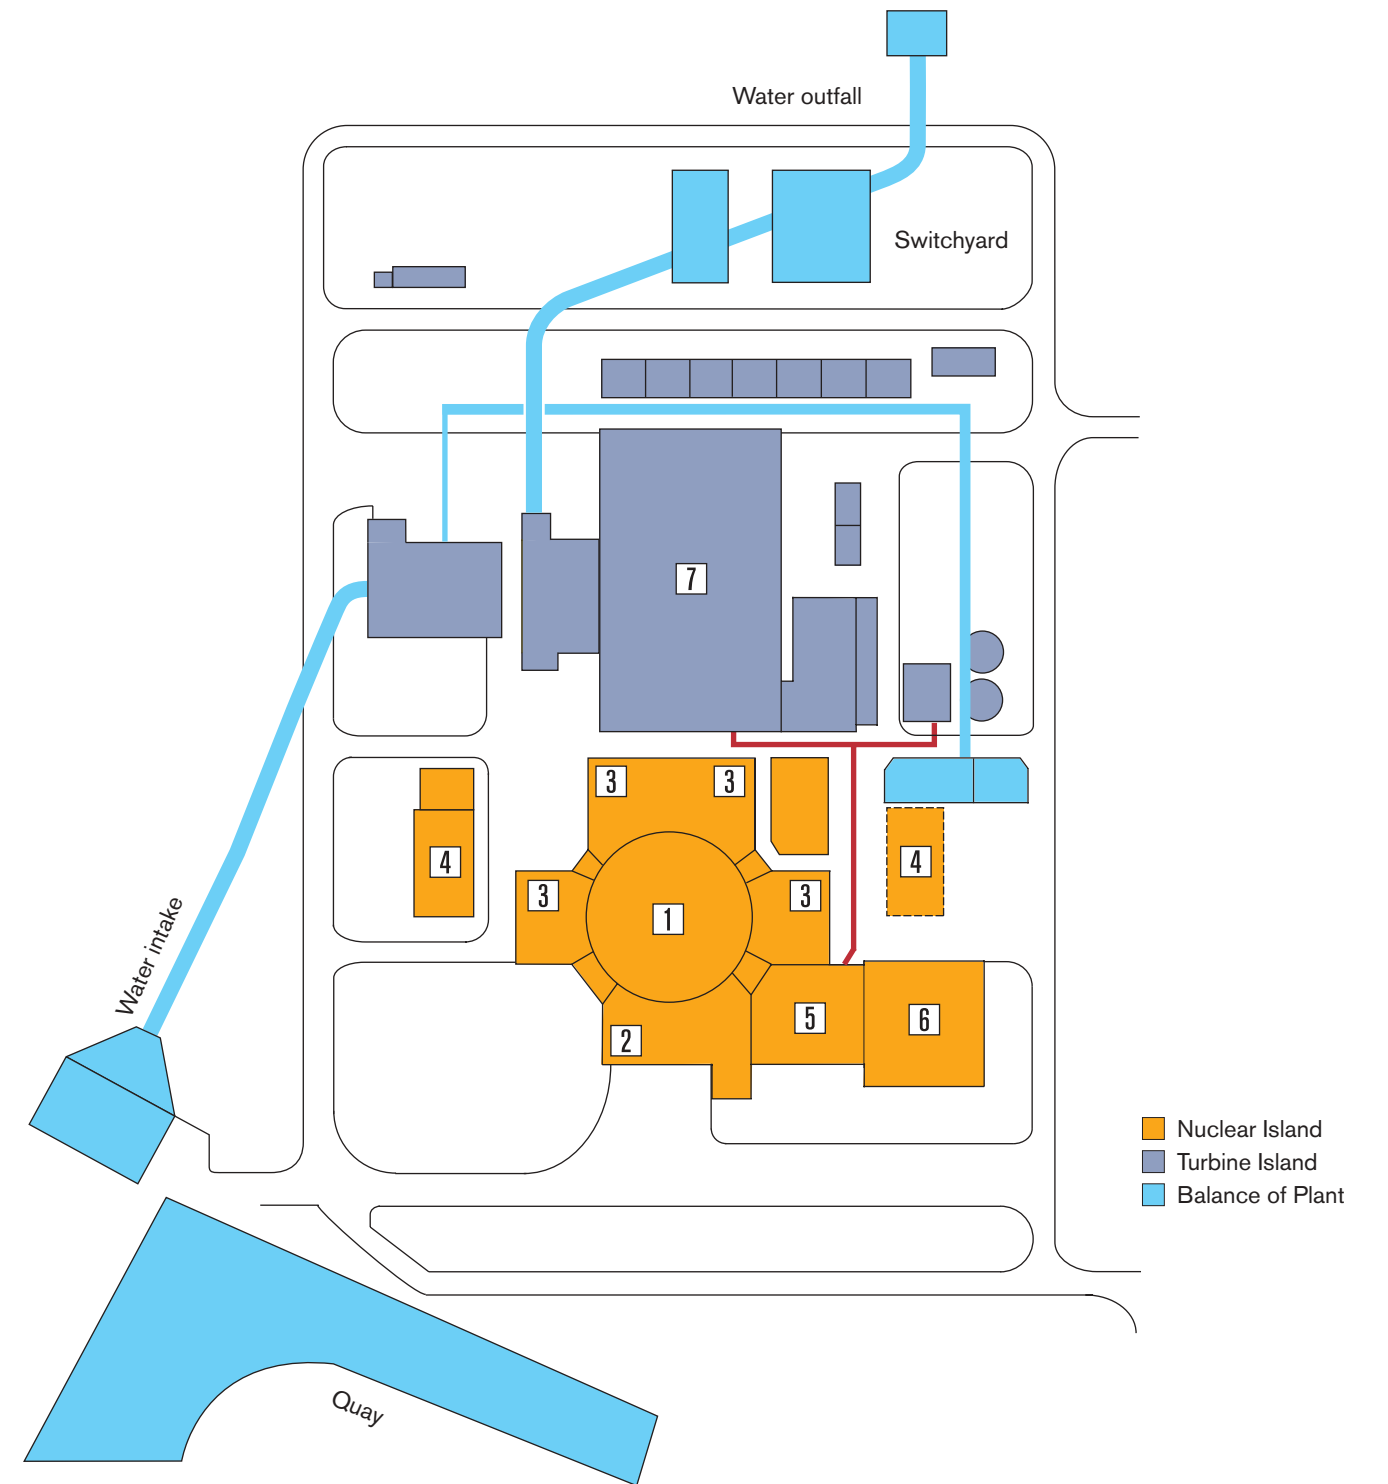 Water outfall
Switchyard
7
3
3
4
4
3
3
1
Water intake
5
6
2
Nuclear Island
Turbine Island
Balance of Plant
Quay